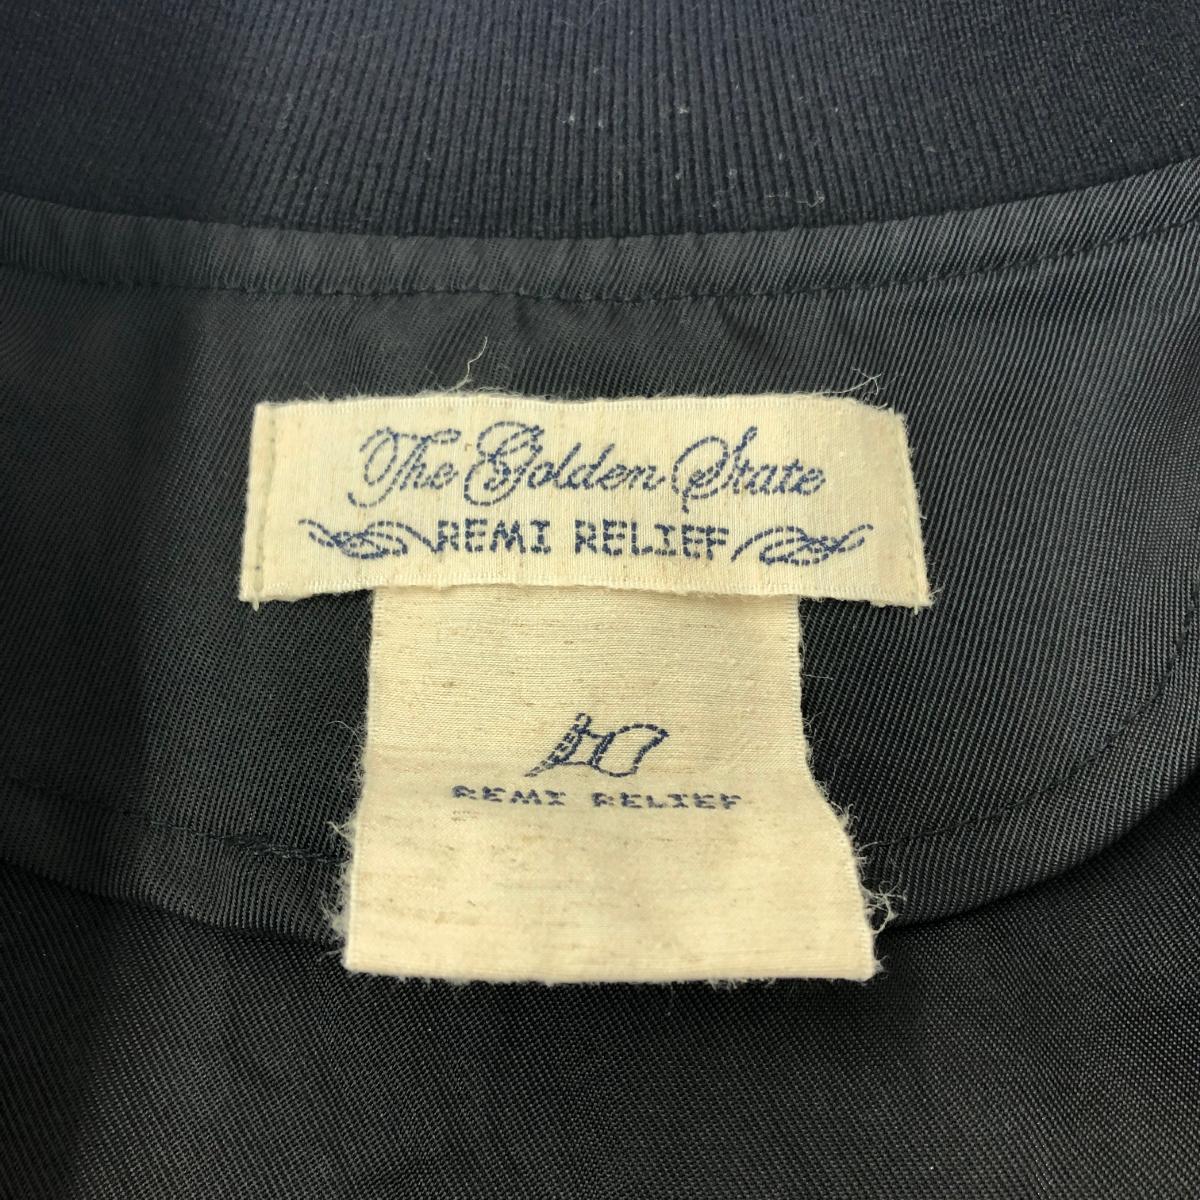 The Golden State
REMI RELIEF
REMI RELIEF